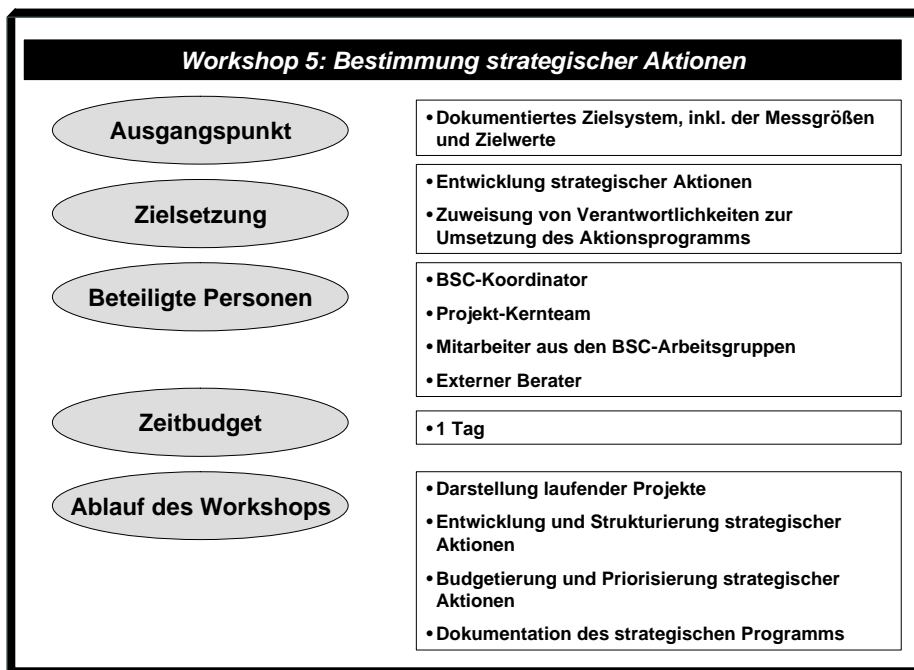 Workshop 5: Bestimmung strategischer Aktionen
Ausgangspunkt
• Dokumentiertes Zielsystem, inkl. der Messgrößen
und Zielwerte
Zielsetzung
• Entwicklung strategischer Aktionen
• Zuweisung von Verantwortlichkeiten zur
Umsetzung des Aktionsprogramms
Beteiligte Personen
• BSC-Koordinator
• Projekt-Kernteam
• Mitarbeiter aus den BSC-Arbeitsgruppen
• Externer Berater
Zeitbudget
• 1 Tag
Ablauf des Workshops
• Darstellung laufender Projekte
• Entwicklung und Strukturierung strategischer
Aktionen
• Budgetierung und Priorisierung strategischer
Aktionen
• Dokumentation des strategischen Programms